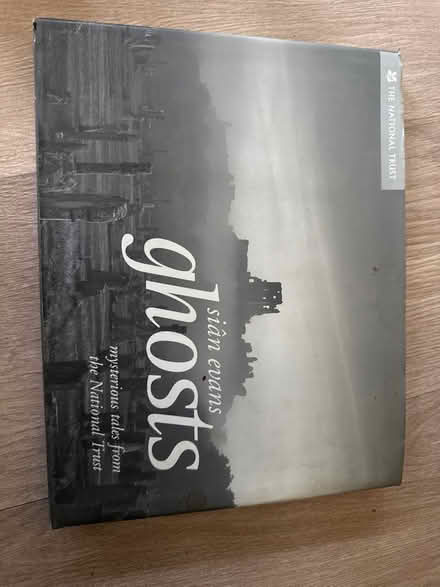 THE NATIONAL TRUST
siân evans
ghosts
mysterious tales from
the National Trust